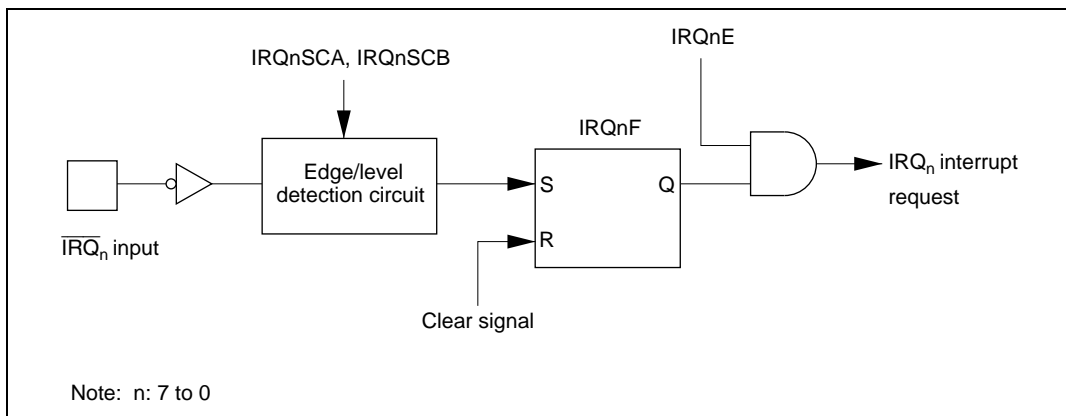 IRQnE
IRQnSCA, IRQnSCB
IRQnF
Edge/level
detection circuit
S
Q
R
IRQn interrupt
request
IRQn input
Clear signal
Note: n: 7 to 0